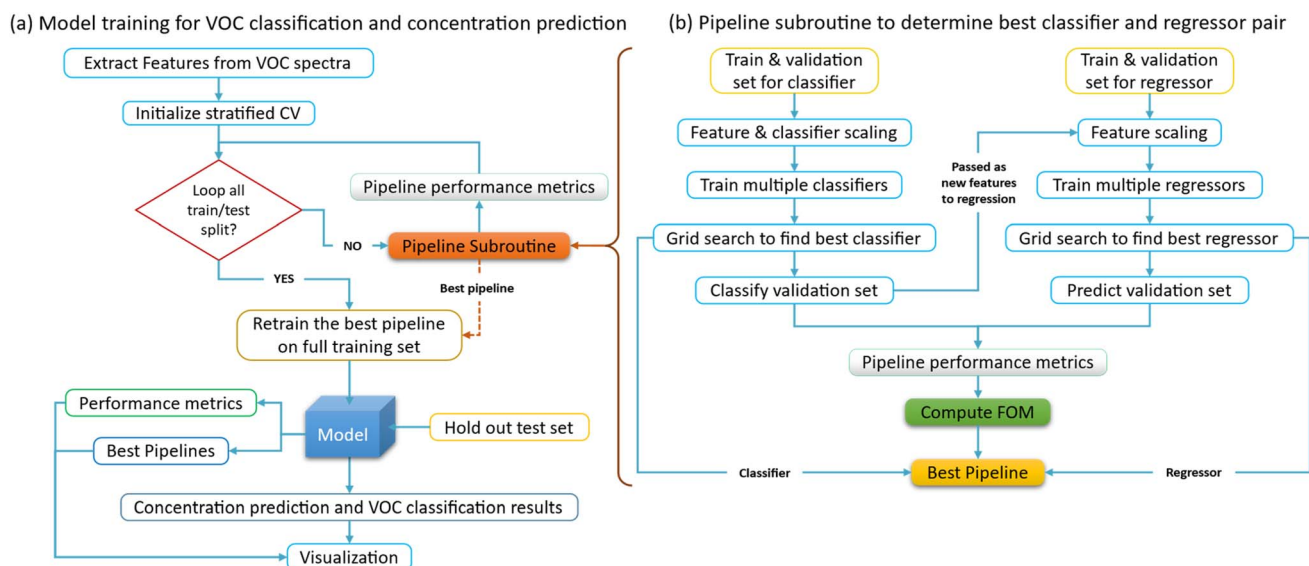 (a) Model training for VOC classification and concentration prediction
Extract Features from VOC spectra
Initialize stratified CV
Loop all
train/test
split?
Pipeline performance metrics
NO
Pipeline Subroutine
YES
Best pipeline
Retrain the best pipeline
on full training set
Performance metrics
Best Pipelines
Model
Hold out test set
Concentration prediction and VOC classification results
Visualization
(b) Pipeline subroutine to determine best classifier and regressor pair
Train & validation
set for classifier
Train & validation
set for regressor
Feature & classifier scaling
Feature scaling
Passed as
new features
to regression
Train multiple classifiers
Train multiple regressors
Grid search to find best classifier
Grid search to find best regressor
Classify validation set
Predict validation set
Pipeline performance metrics
Compute FOM
Classifier
Best Pipeline
Regressor